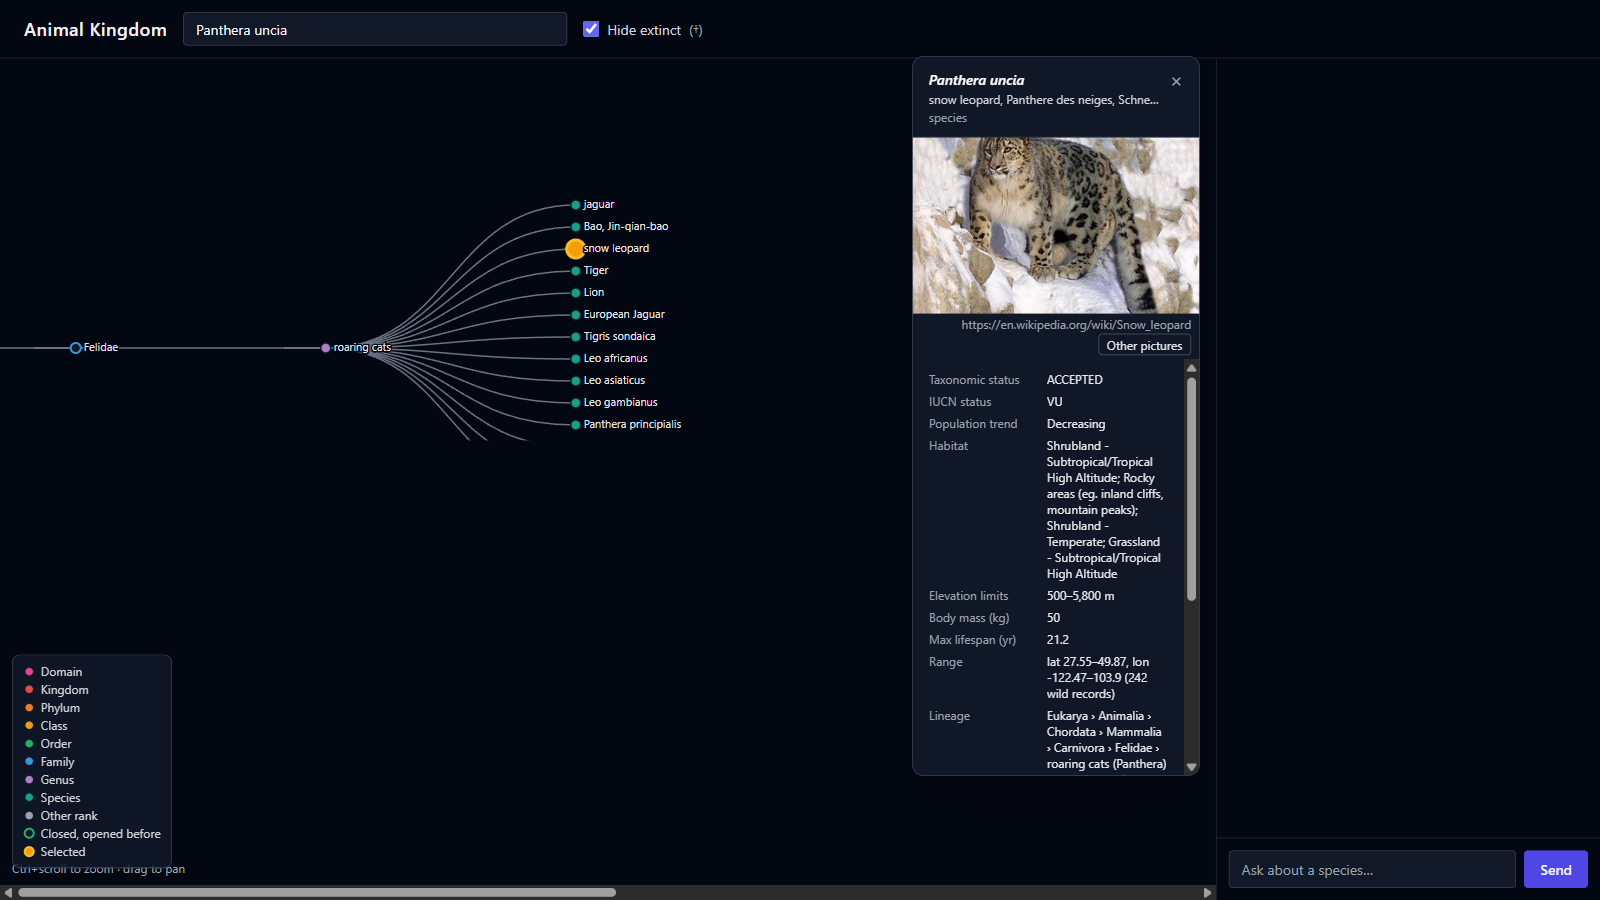 Animal Kingdom
Panthera uncia
Hide extinct (†)
Felidae
roaring cats
jaguar
Bao, Jin-qian-bao
snow leopard
Tiger
Lion
European Jaguar
Tigris sondaica
Leo africanus
Leo asiaticus
Leo gambianus
Panthera principialis
Domain
Kingdom
Phylum
Class
Order
Family
Genus
Species
Other rank
Closed, opened before
Selected
Ctrl+scroll to zoom · drag to pan
Panthera uncia
×
snow leopard, Panthere des neiges, Schne...
species
https://en.wikipedia.org/wiki/Snow_leopard
Other pictures
Taxonomic status ACCEPTED
IUCN status VU
Population trend Decreasing
Habitat Shrubland -
Subtropical/Tropical
High Altitude; Rocky
areas (eg. inland cliffs,
mountain peaks);
Shrubland -
Temperate; Grassland
- Subtropical/Tropical
High Altitude
Elevation limits 500–5,800 m
Body mass (kg) 50
Max lifespan (yr) 21.2
Range lat 27.55–49.87, lon
-122.47–103.9 (242
wild records)
Lineage Eukarya › Animalia ›
Chordata › Mammalia
› Carnivora › Felidae ›
roaring cats (Panthera)
Ask about a species...
Send